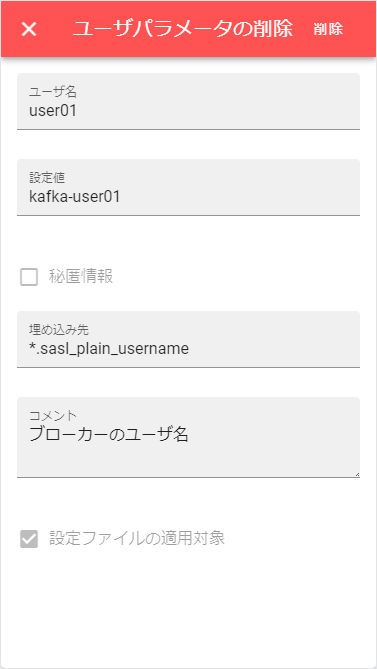 ユーザパラメータの削除 削除
ユーザ名
user01
設定値
kafka-user01
秘匿情報
埋め込み先
*.sasl_plain_username
コメント
ブローカーのユーザ名
設定ファイルの適用対象